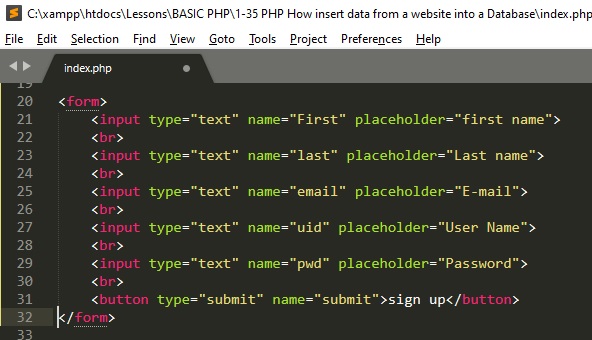 C:\xampp\htdocs\Lessons\BASIC PHP\1-35 PHP How insert data from a website into a Database\index.php
File Edit Selection Find View Goto Tools Project Preferences Help
index.php
19
20 <form>
21 <input type="text" name="First" placeholder="first name">
22 <br>
23 <input type="text" name="last" placeholder="Last name">
24 <br>
25 <input type="text" name="email" placeholder="E-mail">
26 <br>
27 <input type="text" name="uid" placeholder="User Name">
28 <br>
29 <input type="text" name="pwd" placeholder="Password">
30 <br>
31 <button type="submit" name="submit">sign up</button>
32 </form>
33